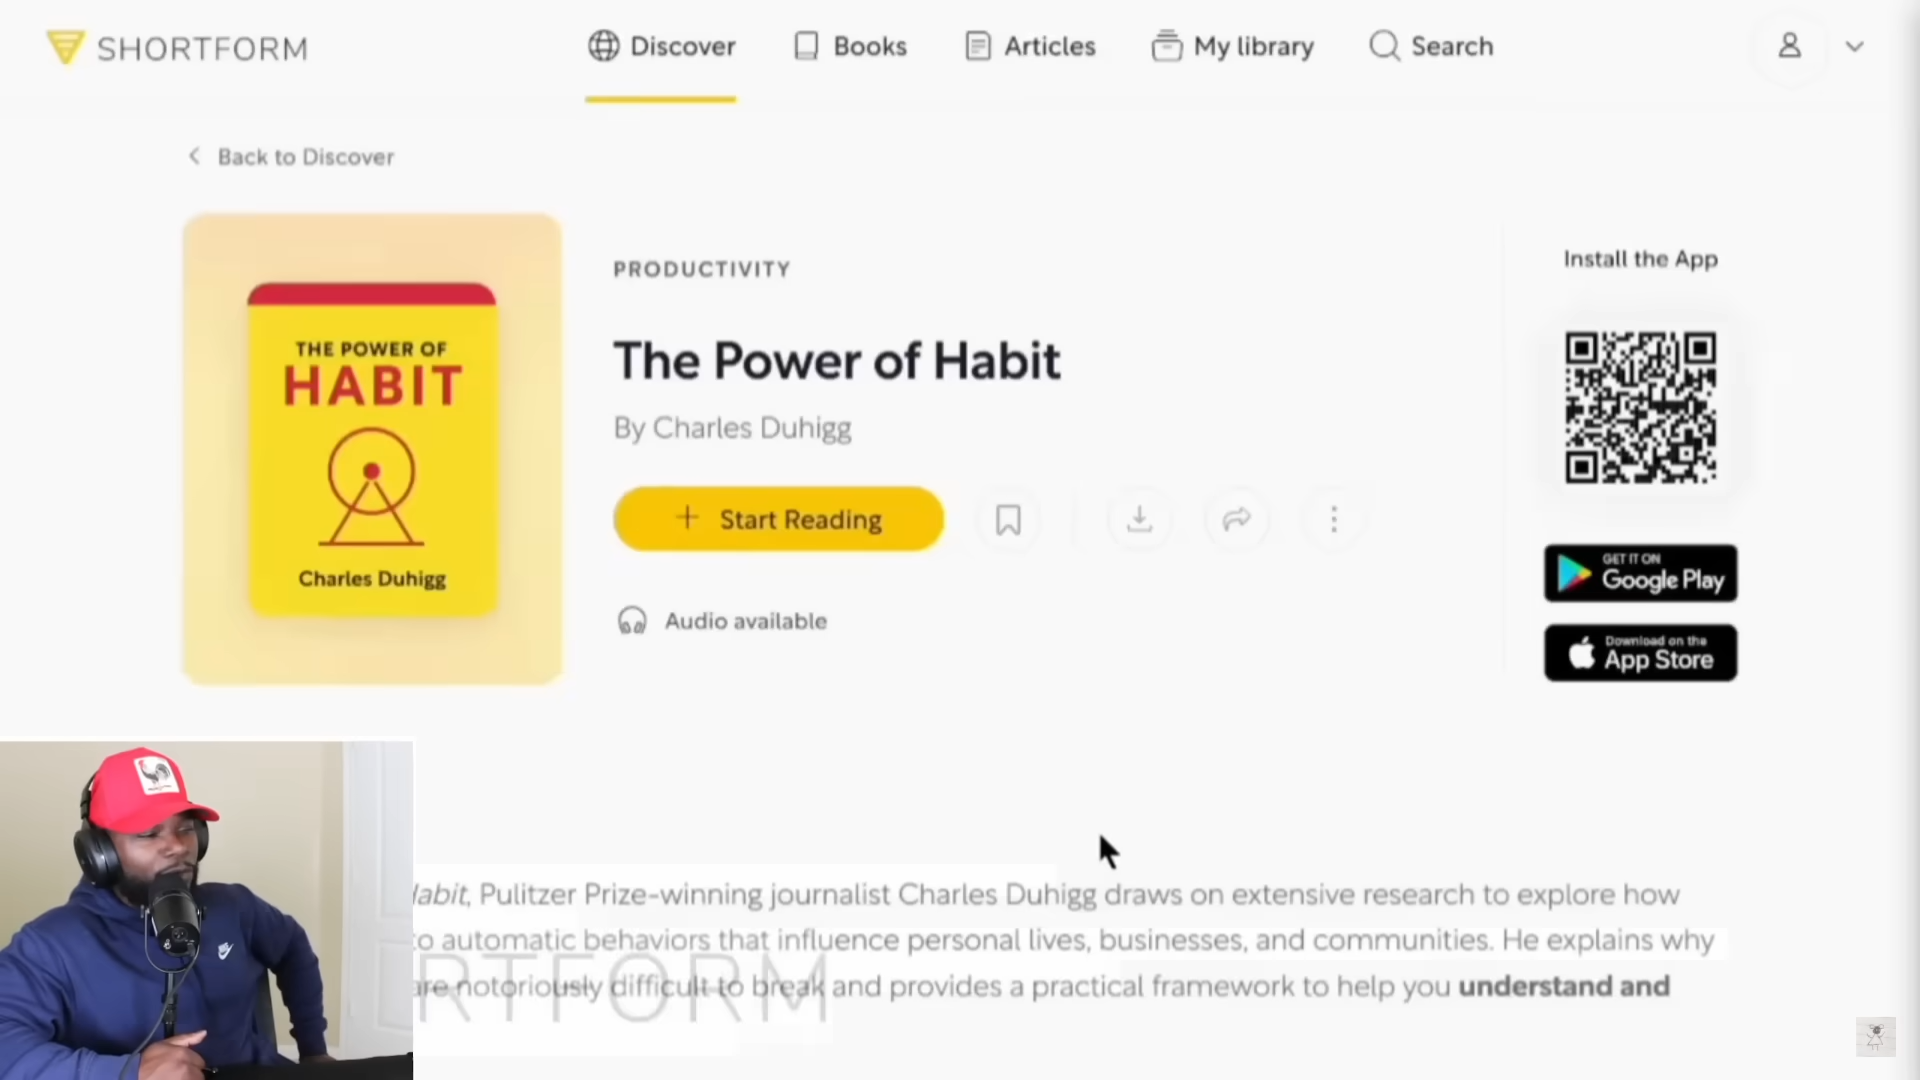 SHORTFORM
Discover
Books
Articles
My library
Search
Back to Discover
THE POWER OF
HABIT
Charles Duhigg
PRODUCTIVITY
The Power of Habit
By Charles Duhigg
Start Reading
Audio available
Install the App
GET IT ON
Google Play
Download on the
App Store
abit, Pulitzer Prize-winning journalist Charles Duhigg draws on extensive research to explore how
to automatic behaviors that influence personal lives, businesses, and communities. He explains why
are notoriously difficult to break and provides a practical framework to help you understand and
RTFORM